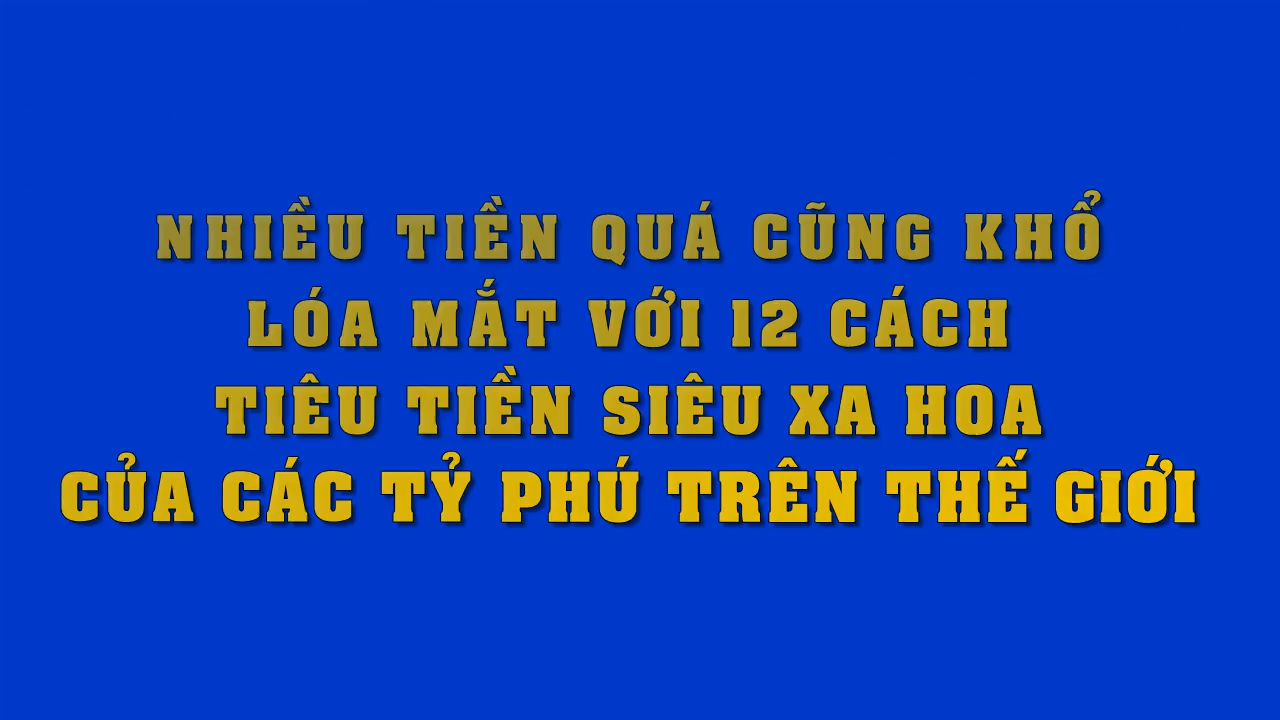 NHIỀU TIỀN QUÁ CŨNG KHỔ
LÓA MẮT VỚI 12 CÁCH
TIÊU TIỀN SIÊU XA HOA
CỦA CÁC TỶ PHÚ TRÊN THẾ GIỚI